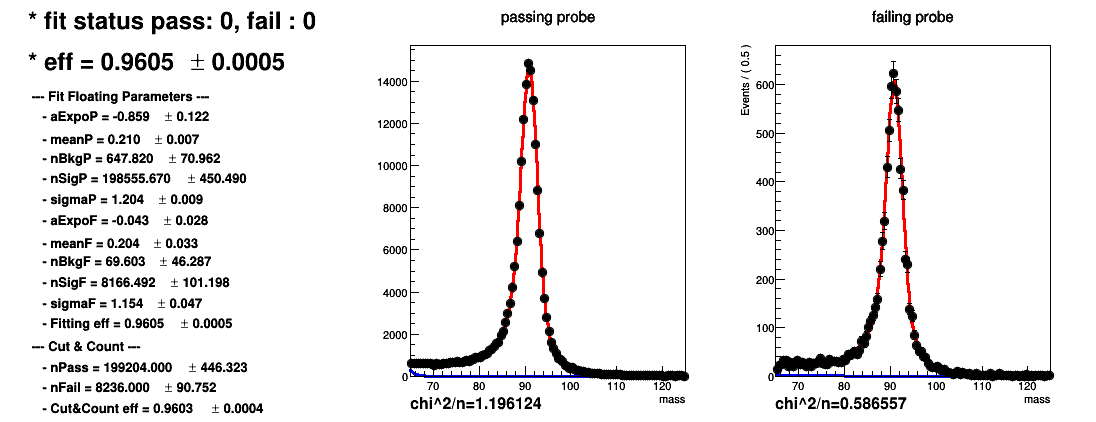 * fit status pass: 0, fail : 0
* eff = 0.9605 ± 0.0005
--- Fit Floating Parameters ---
- aExpoP = -0.859 ± 0.122
- meanP = 0.210 ± 0.007
- nBkgP = 647.820 ± 70.962
- nSigP = 198555.670 ± 450.490
- sigmaP = 1.204 ± 0.009
- aExpoF = -0.043 ± 0.028
- meanF = 0.204 ± 0.033
- nBkgF = 69.603 ± 46.287
- nSigF = 8166.492 ± 101.198
- sigmaF = 1.154 ± 0.047
- Fitting eff = 0.9605 ± 0.0005
--- Cut & Count ---
- nPass = 199204.000 ± 446.323
- nFail = 8236.000 ± 90.752
- Cut&Count eff = 0.9603 ± 0.0004
passing probe
14000
12000
10000
8000
6000
4000
2000
0
70 80 90 100 110 120
mass
chi^2/n=1.196124
failing probe
Events / ( 0.5 )
600
500
400
300
200
100
0
70 80 90 100 110 120
mass
chi^2/n=0.586557